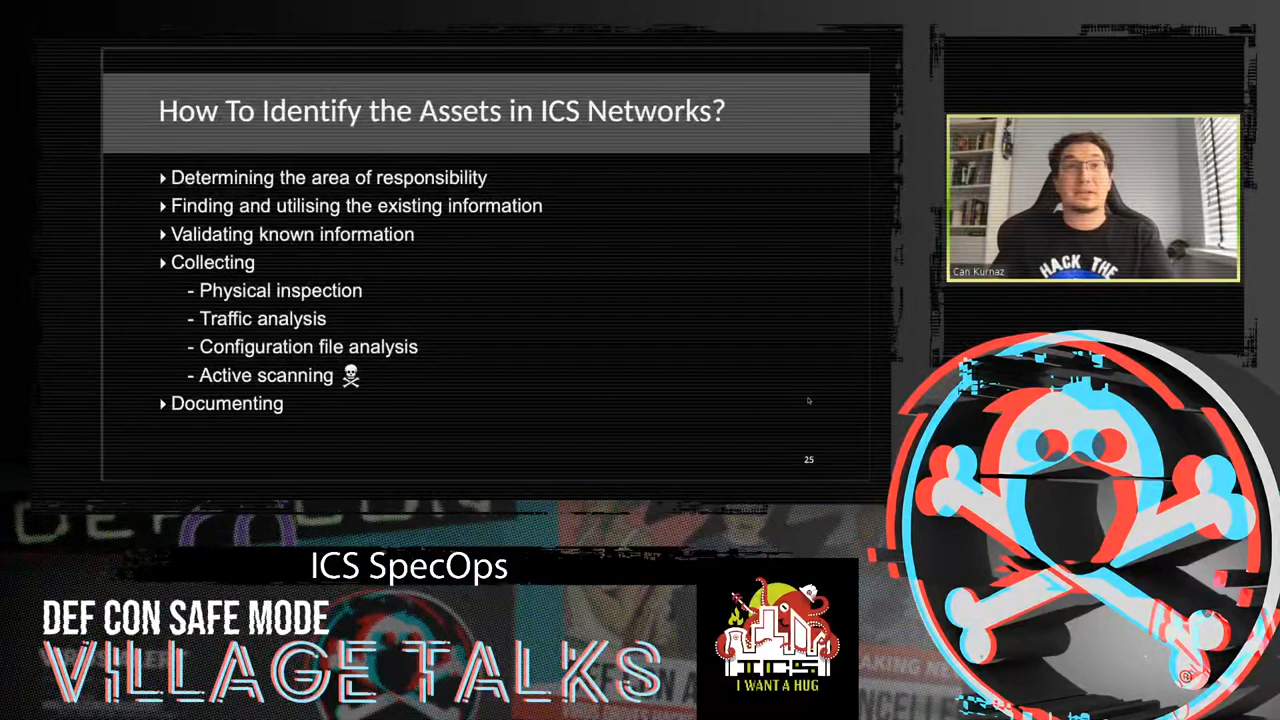 How To Identify the Assets in ICS Networks?
Determining the area of responsibility
Finding and utilising the existing information
Validating known information
Collecting
- Physical inspection
- Traffic analysis
- Configuration file analysis
- Active scanning
Documenting
25
Can Kurnaz
HACK THE
DEF CON
ICS SpecOps
DEF CON SAFE MODE
VILLAGE TALKS
ICS
I WANT A HUG